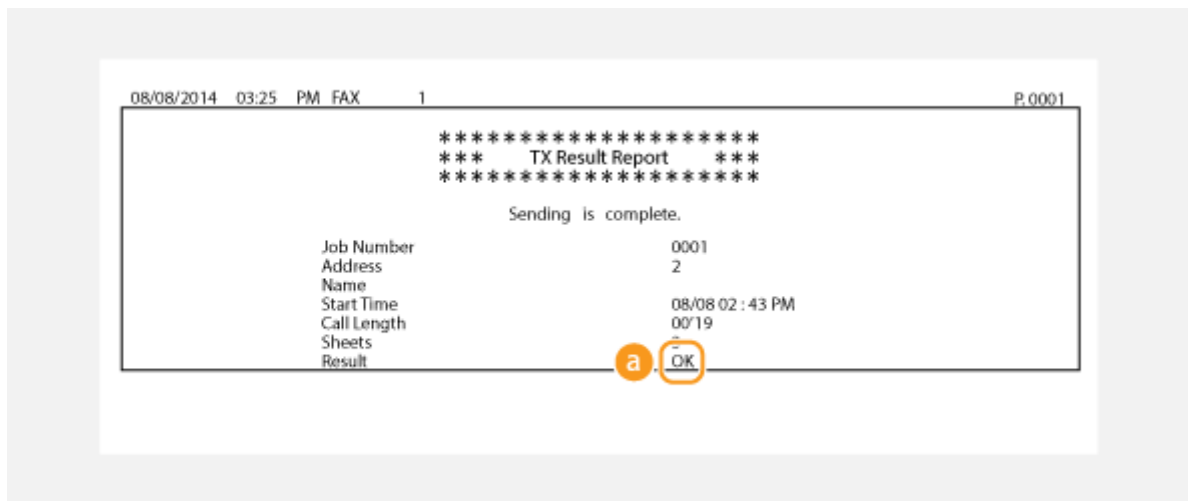 08/08/2014 03:25 PM FAX 1 P. 0001
********************
*** TX Result Report ***
********************
Sending is complete.
Job Number 0001
Address 2
Name
Start Time 08/08 02 : 43 PM
Call Length 00'19
Sheets
Result a OK